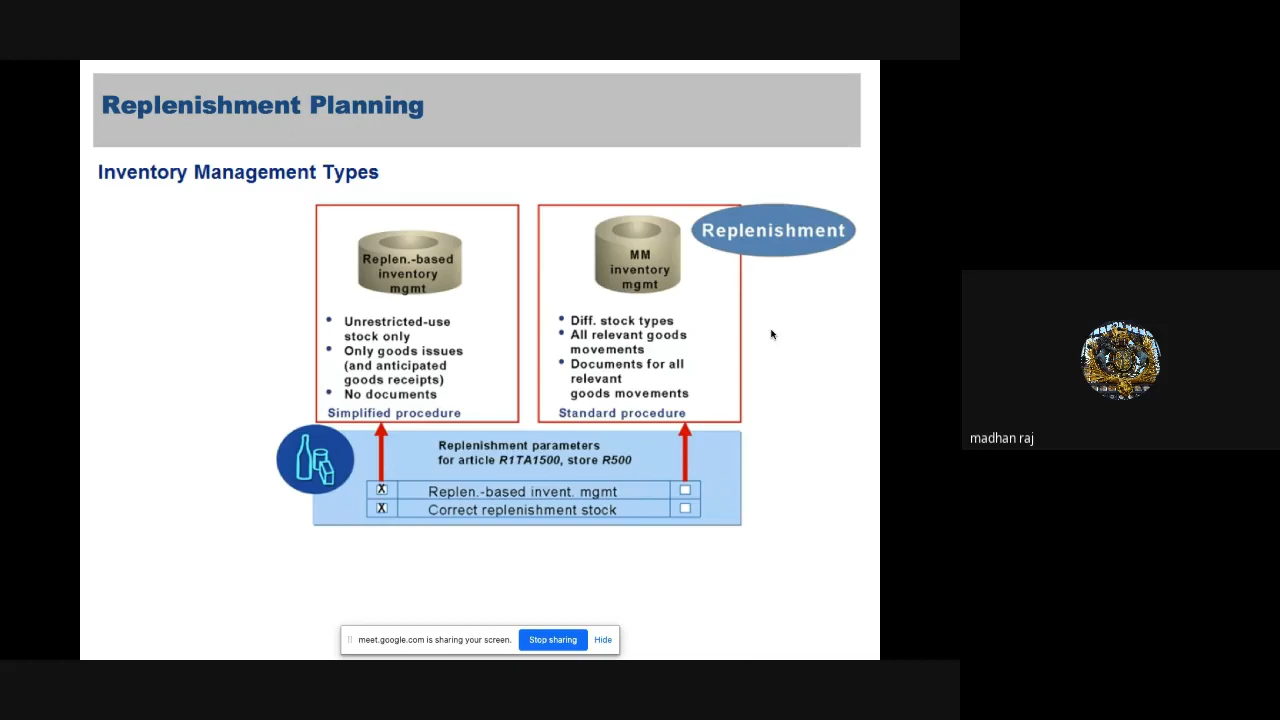 Replenishment Planning
Inventory Management Types
Replen.-based
inventory
mgmt
• Unrestricted-use
stock only
• Only goods issues
(and anticipated
goods receipts)
• No documents
Simplified procedure
MM
inventory
mgmt
• Diff. stock types
• All relevant goods
movements
• Documents for all
relevant
goods movements
Standard procedure
Replenishment
Replenishment parameters
for article R1TA1500, store R500
X Replen.-based invent. mgmt
X Correct replenishment stock
meet.google.com is sharing your screen. Stop sharing Hide
madhan raj